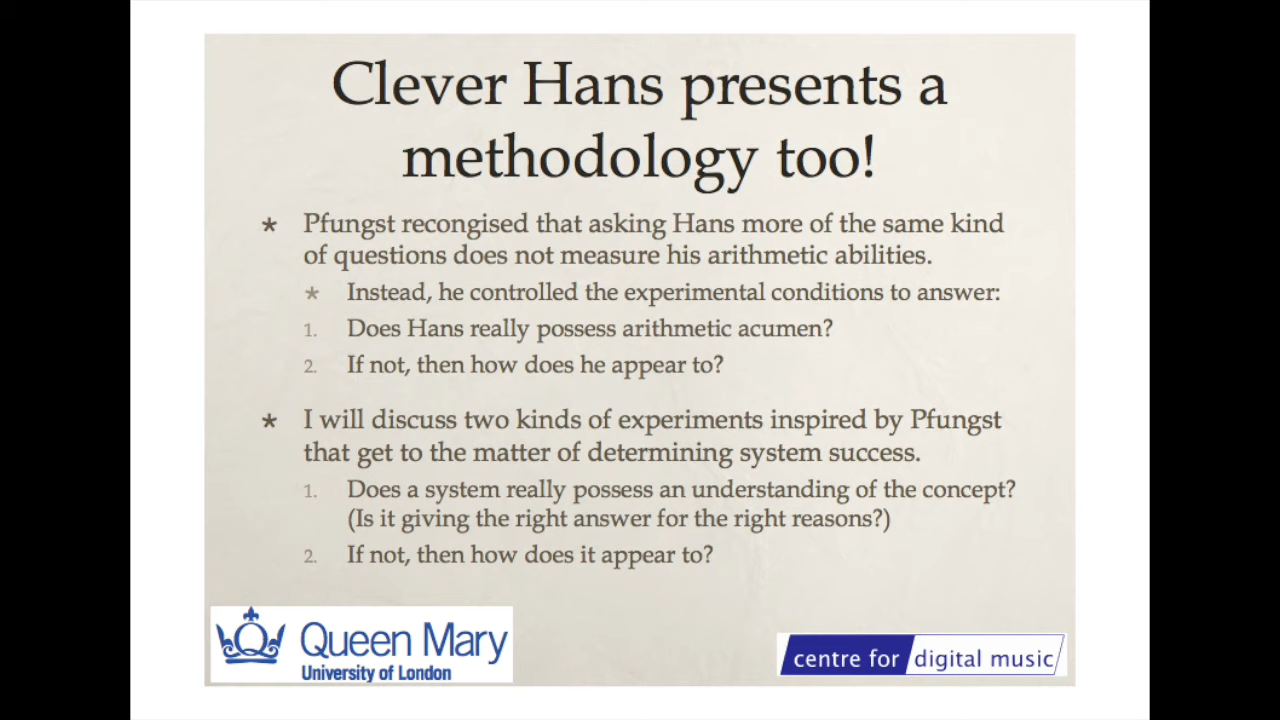 Clever Hans presents a
methodology too!
* Pfungst recongised that asking Hans more of the same kind
of questions does not measure his arithmetic abilities.
* Instead, he controlled the experimental conditions to answer:
1. Does Hans really possess arithmetic acumen?
2. If not, then how does he appear to?
* I will discuss two kinds of experiments inspired by Pfungst
that get to the matter of determining system success.
1. Does a system really possess an understanding of the concept?
(Is it giving the right answer for the right reasons?)
2. If not, then how does it appear to?
Queen Mary
University of London
centre for digital music